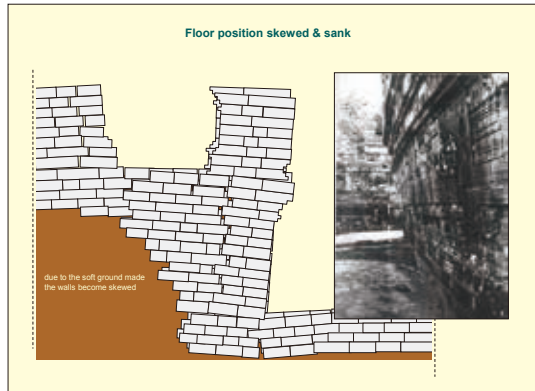 Floor position skewed & sank
due to the soft ground made
the walls become skewed